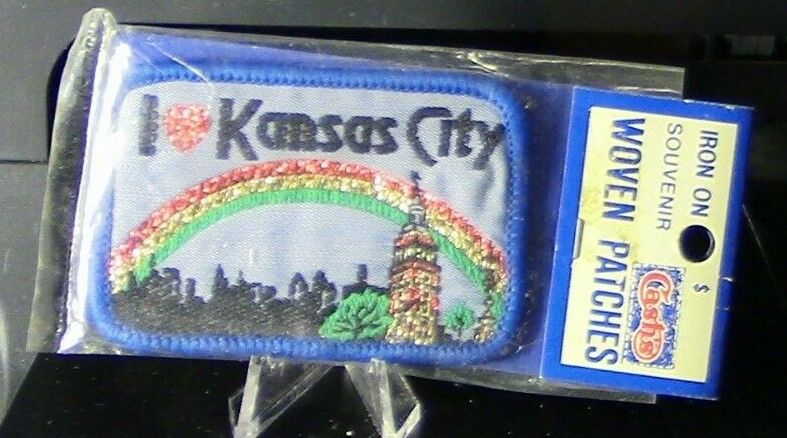 I ♥ Kansas City
IRON ON
SOUVENIR
WOVEN PATCHES
$
Cash's